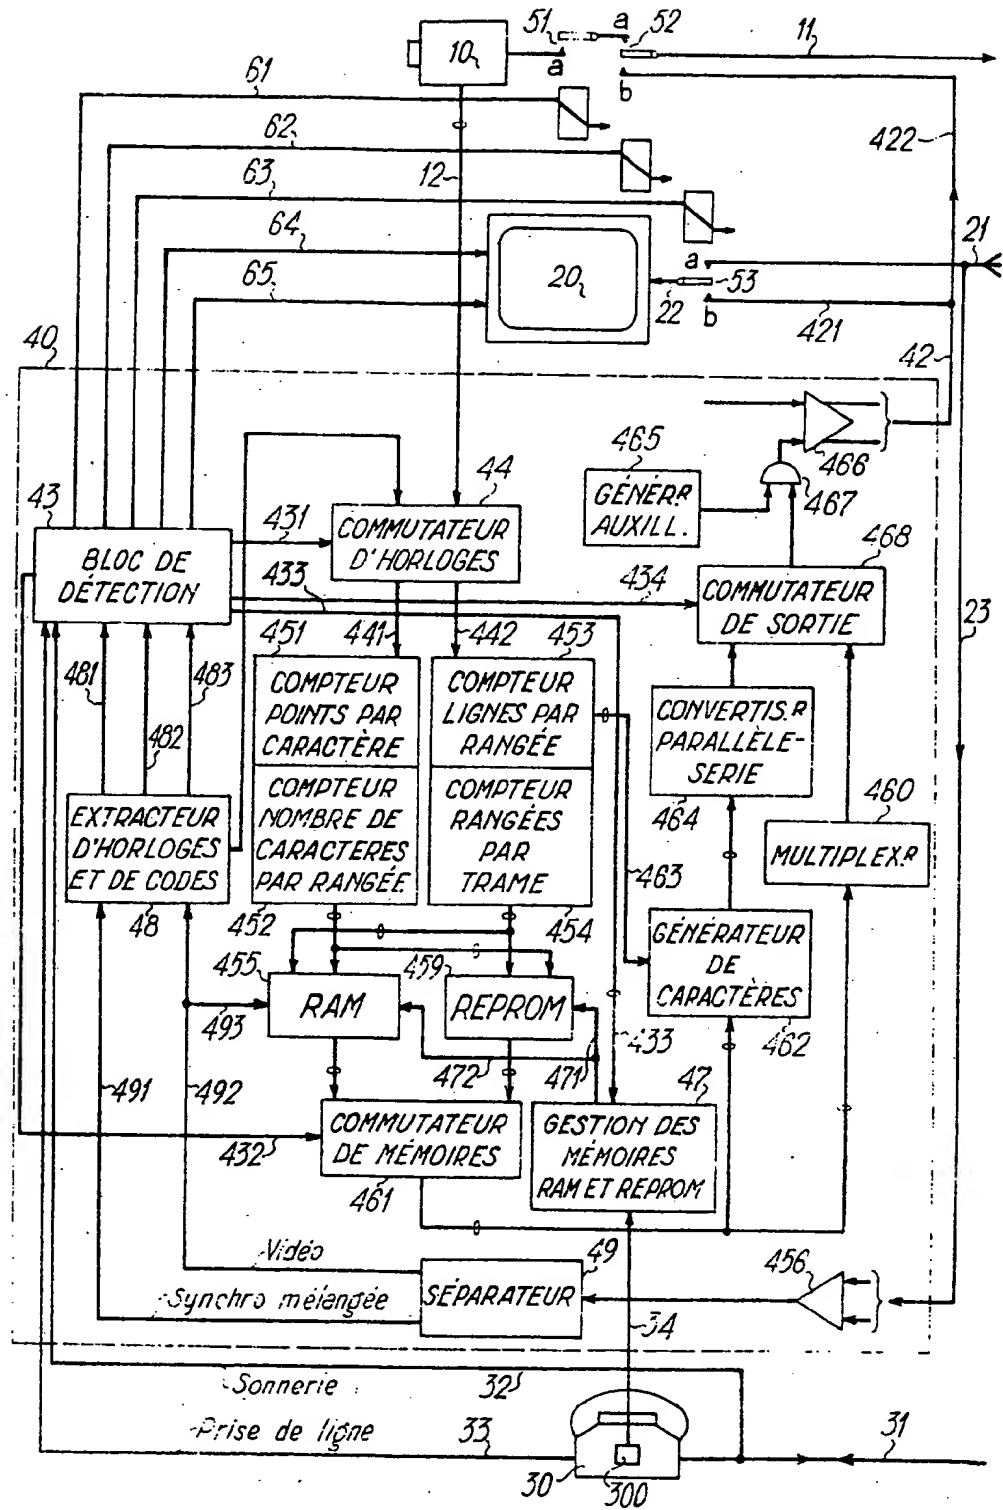 51
a
52
11
10
a
b
61
62
12
422
63
64
21
a
20
53
65
22
b
421
40
42
465
466
GÉNÉR.R
AUXILL.
467
43
44
431
COMMUTATEUR
D'HORLOGES
468
BLOC DE
DÉTECTION
433
434
COMMUTATEUR
DE SORTIE
23
451
441
442
453
481
483
COMPTEUR
POINTS PAR
CARACTÈRE
COMPTEUR
LIGNES PAR
RANGÉE
CONVERTIS.R
PARALLÈLE-
SERIE
482
COMPTEUR
NOMBRE DE
CARACTERES
PAR RANGÉE
COMPTEUR
RANGÉES
PAR
TRAME
464
460
EXTRACTEUR
D'HORLOGES
ET DE CODES
MULTIPLEX.R
463
48
452
454
GÉNÉRATEUR
DE
CARACTÈRES
455
459
RAM
REPROM
493
462
472
471
433
491
492
47
COMMUTATEUR
DE MÉMOIRES
GESTION DES
MÉMOIRES
RAM ET REPROM
432
461
Vidéo
49
456
Synchro mélangée
SÉPARATEUR
34
Sonnerie
32
Prise de ligne
33
31
30
300